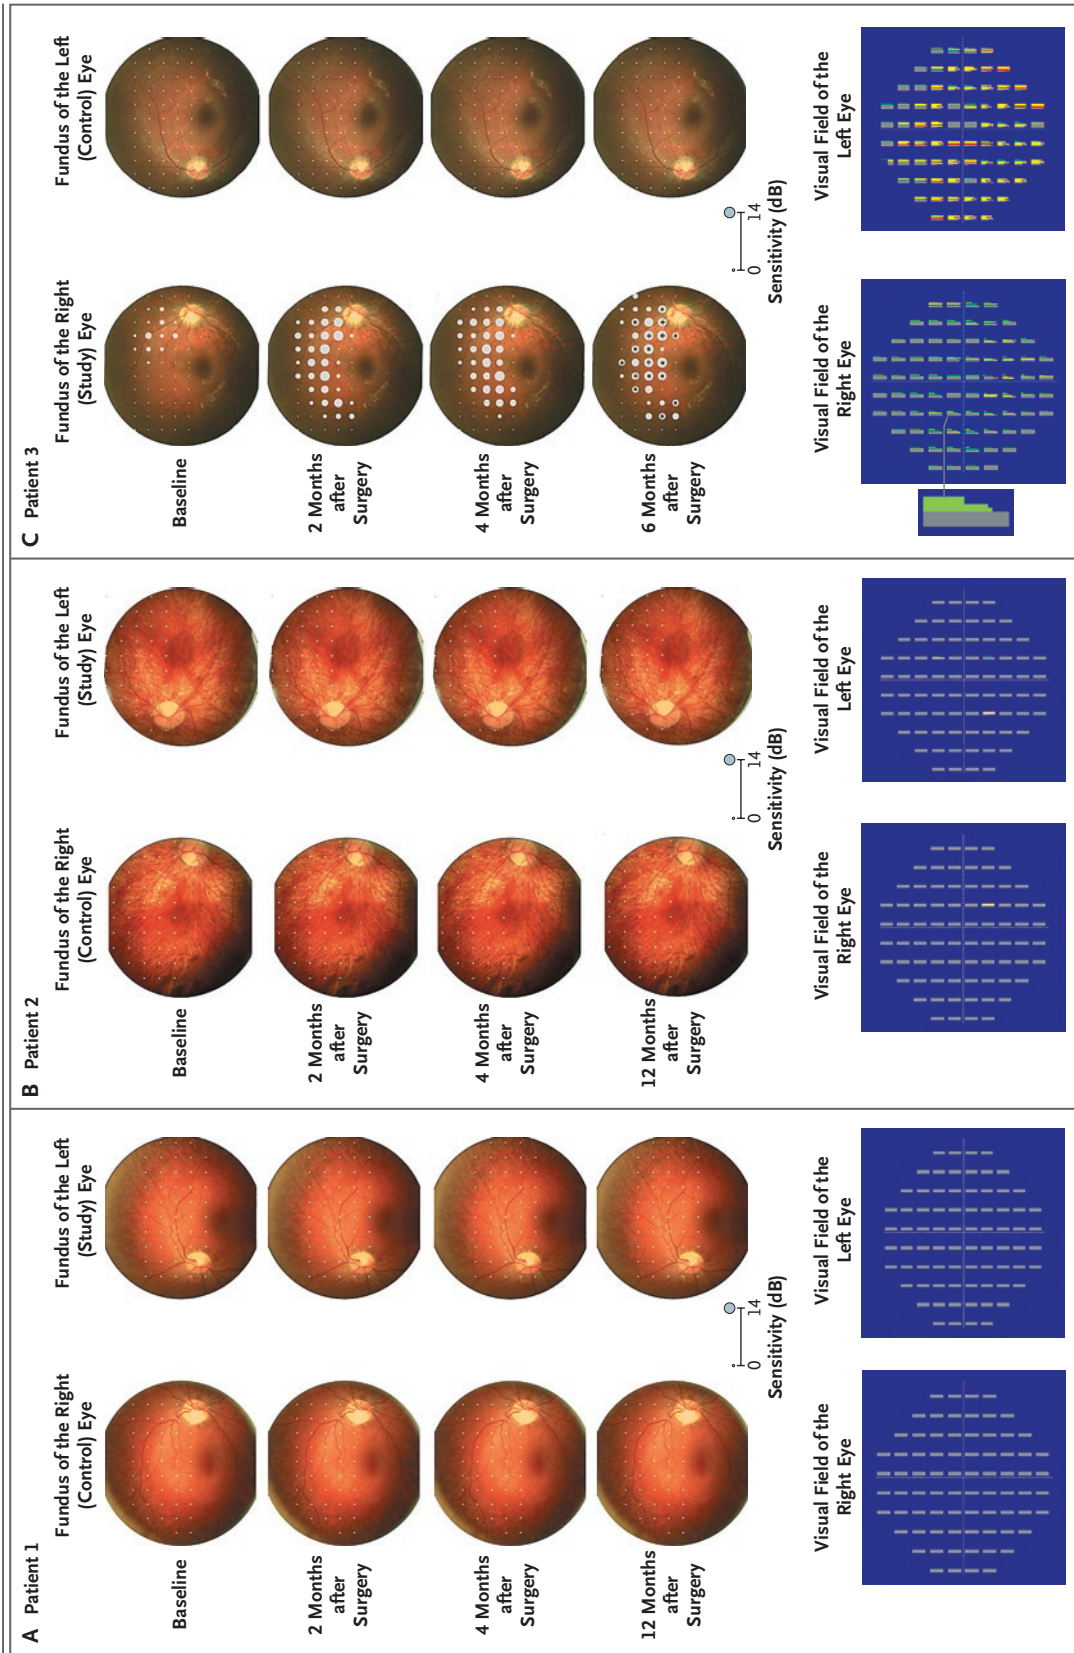 A Patient 1
Fundus of the Right
(Control) Eye
Fundus of the Left
(Study) Eye
Baseline
2 Months
after
Surgery
4 Months
after
Surgery
12 Months
after
Surgery
0
14
Sensitivity (dB)
Visual Field of the
Right Eye
Visual Field of the
Left Eye
B Patient 2
Fundus of the Right
(Control) Eye
Fundus of the Left
(Study) Eye
Baseline
2 Months
after
Surgery
4 Months
after
Surgery
12 Months
after
Surgery
0
14
Sensitivity (dB)
Visual Field of the
Right Eye
Visual Field of the
Left Eye
C Patient 3
Fundus of the Right
(Study) Eye
Fundus of the Left
(Control) Eye
Baseline
2 Months
after
Surgery
4 Months
after
Surgery
6 Months
after
Surgery
0
14
Sensitivity (dB)
Visual Field of the
Right Eye
Visual Field of the
Left Eye